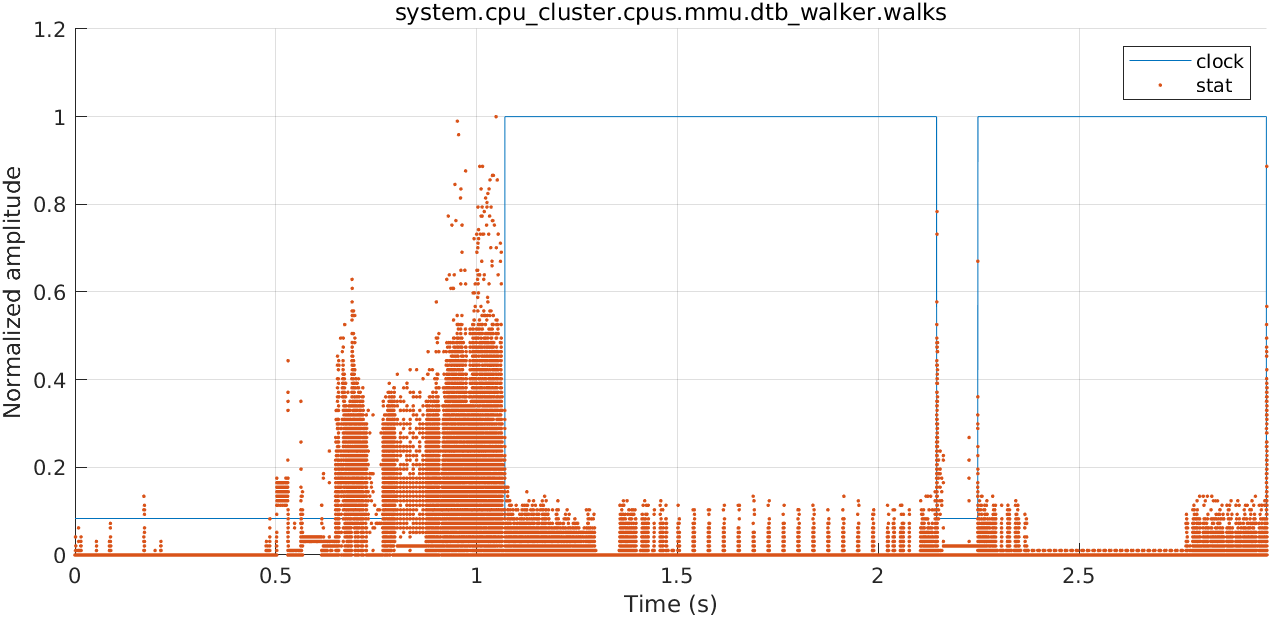 system.cpu_cluster.cpus.mmu.dtb_walker.walks
1.2
clock
stat
1
0.8
0.6
0.4
0.2
0
Normalized amplitude
0
0.5
1
1.5
2
2.5
Time (s)